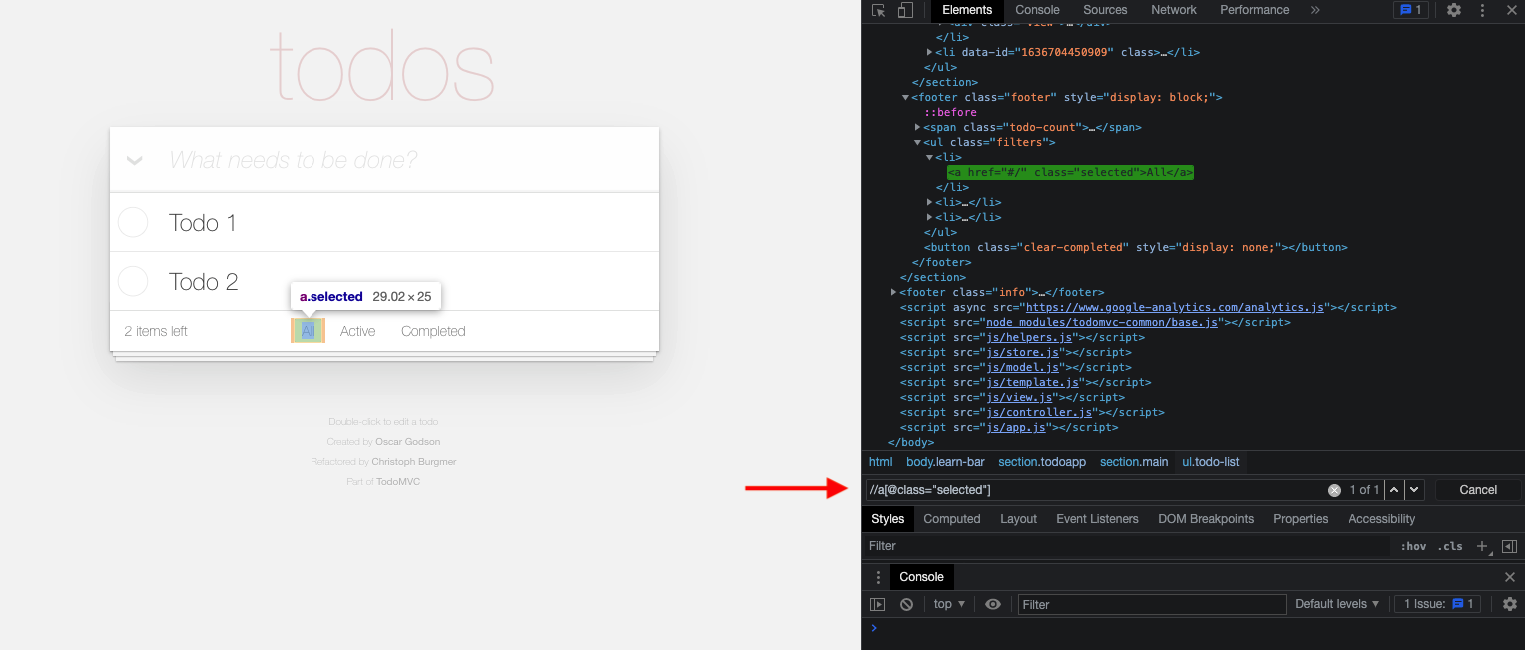 todos
What needs to be done?
Todo 1
Todo 2
a.selected 29.02 × 25
2 items left All Active Completed
Double-click to edit a todo
Created by Oscar Godson
Refactored by Christoph Burgmer
Part of TodoMVC
Elements Console Sources Network Performance » 1
</li>
<li data-id="1636704450909" class>…</li>
</ul>
</section>
<footer class="footer" style="display: block;">
::before
<span class="todo-count">…</span>
<ul class="filters">
<li>
<a href="#/" class="selected">All</a>
</li>
<li>…</li>
<li>…</li>
</ul>
<button class="clear-completed" style="display: none;"></button>
</footer>
</section>
<footer class="info">…</footer>
<script async src="https://www.google-analytics.com/analytics.js"></script>
<script src="node_modules/todomvc-common/base.js"></script>
<script src="js/helpers.js"></script>
<script src="js/store.js"></script>
<script src="js/model.js"></script>
<script src="js/template.js"></script>
<script src="js/view.js"></script>
<script src="js/controller.js"></script>
<script src="js/app.js"></script>
</body>
html body.learn-bar section.todoapp section.main ul.todo-list
//a[@class="selected"] 1 of 1 Cancel
Styles Computed Layout Event Listeners DOM Breakpoints Properties Accessibility
Filter :hov .cls
Console
top Filter Default levels 1 Issue: 1